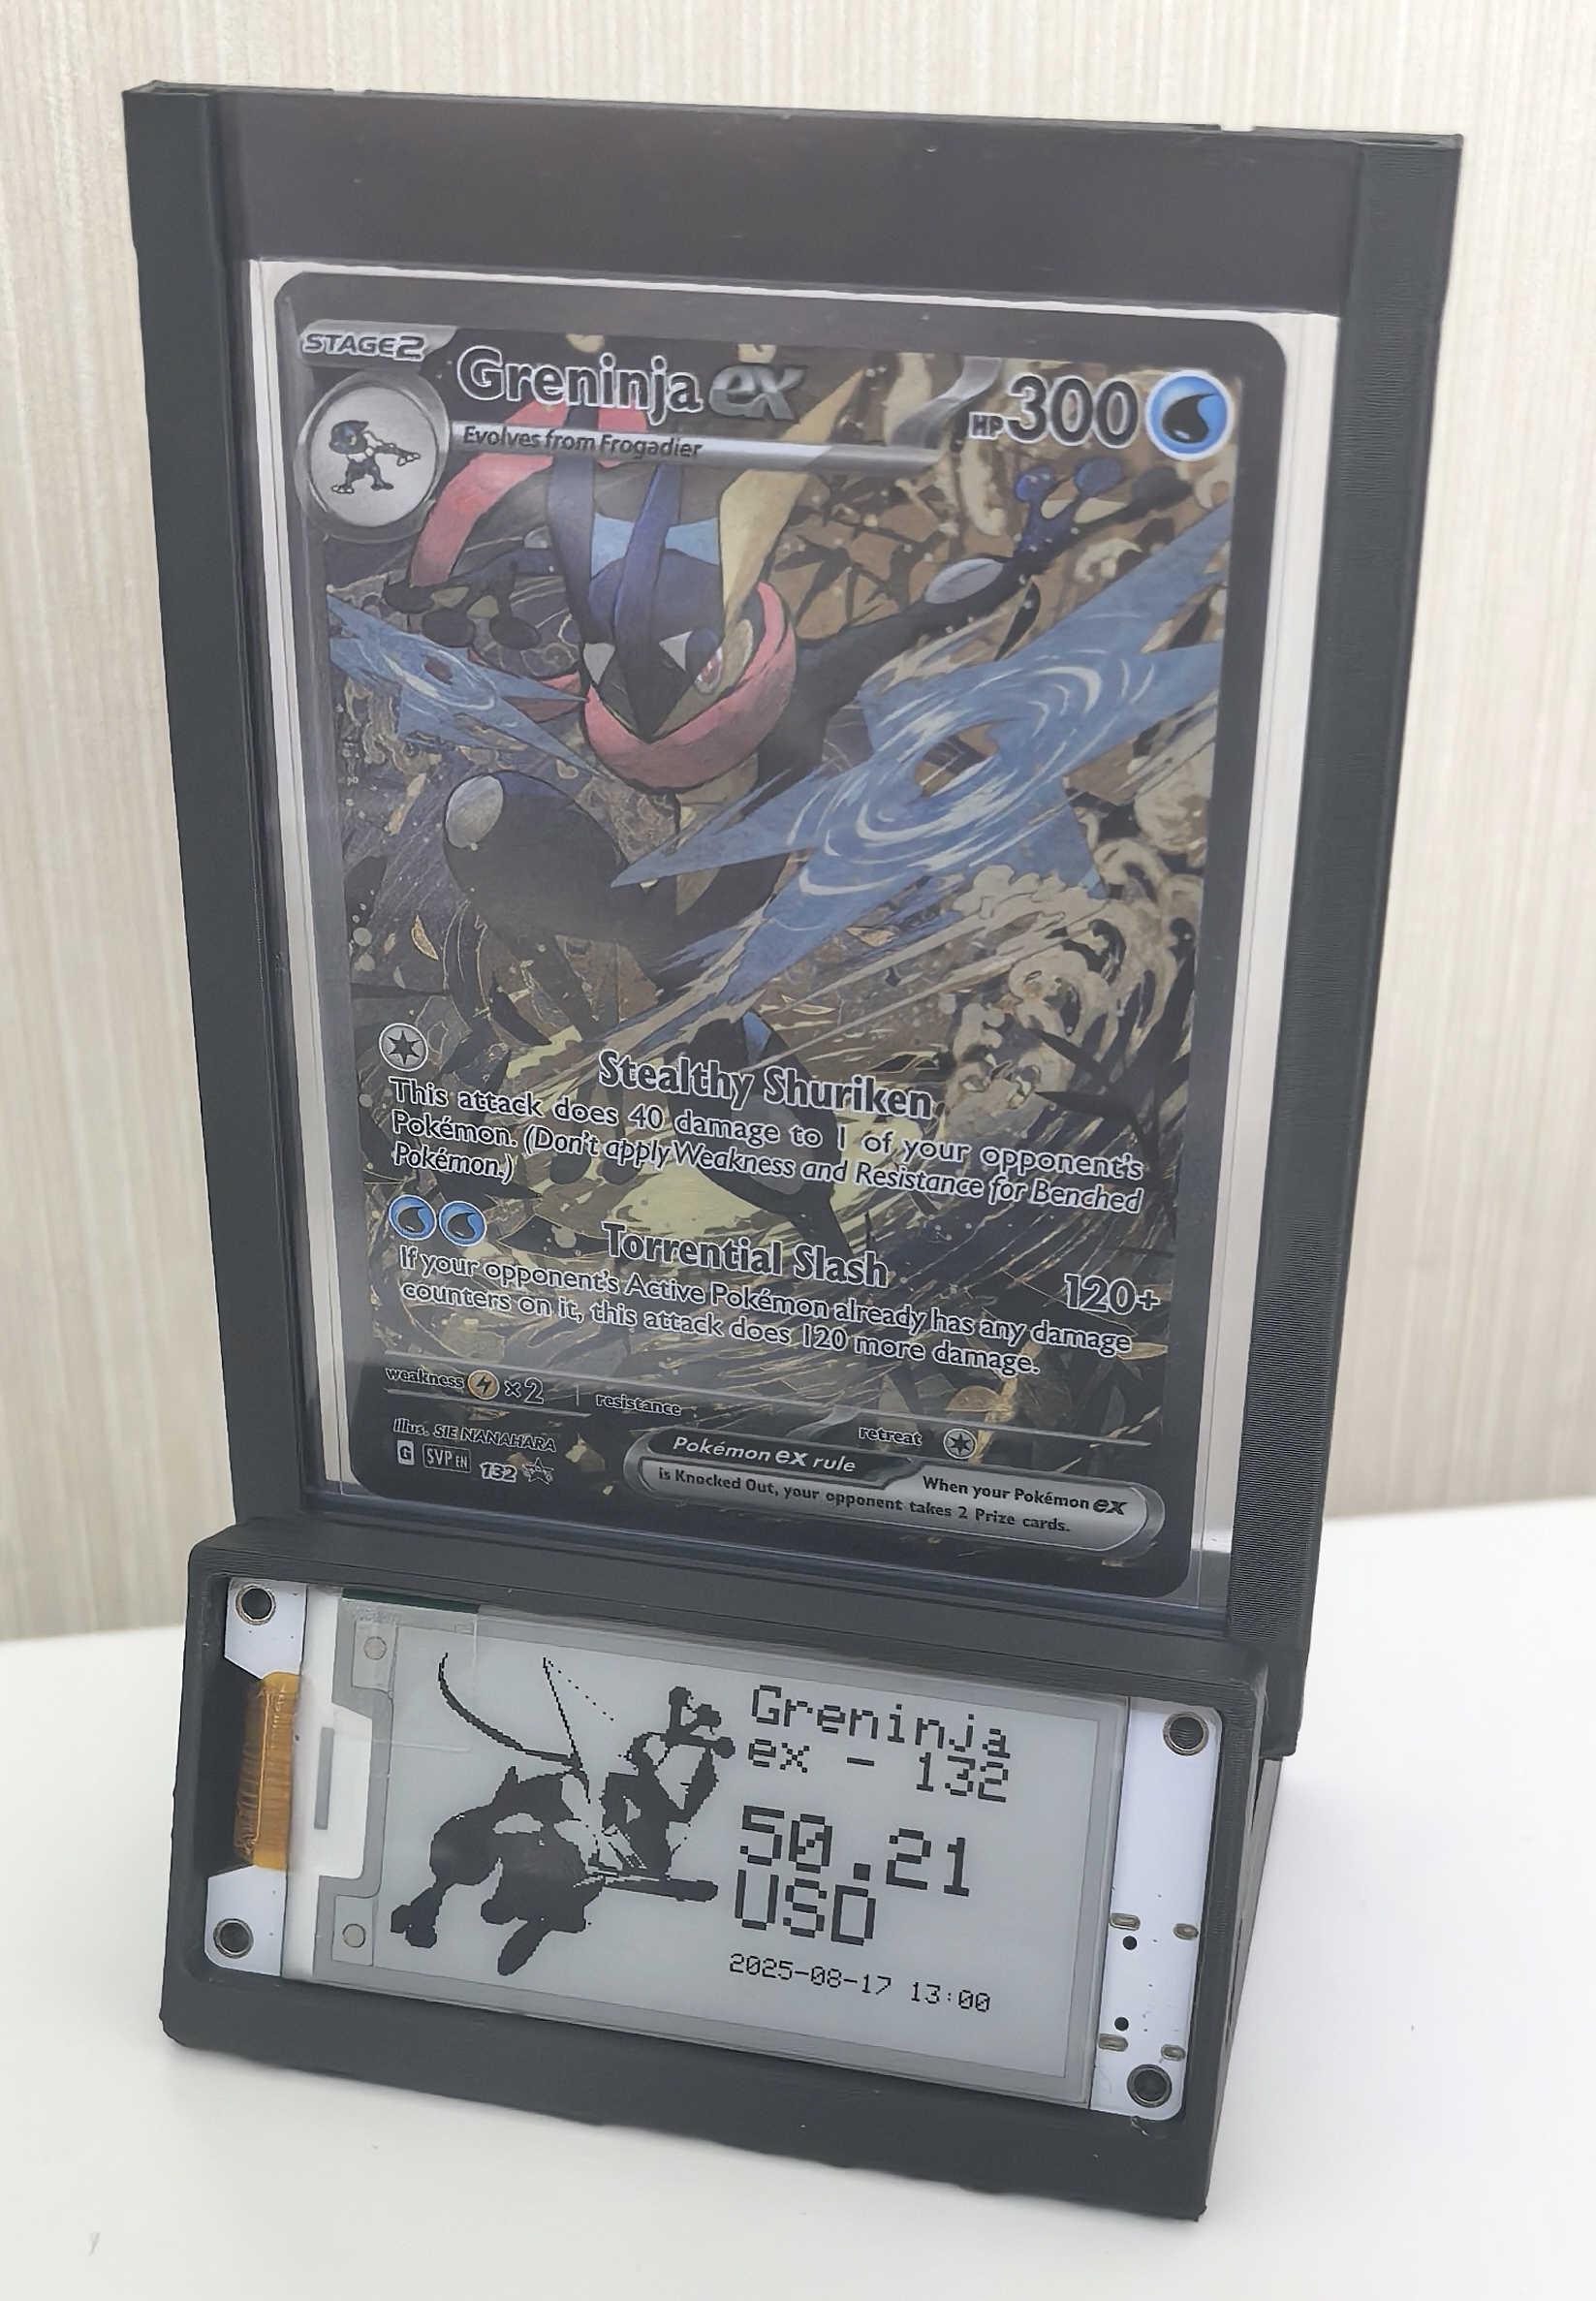 STAGE2
Greninja ex
HP300
Evolves from Frogadier
Stealthy Shuriken
This attack does 40 damage to 1 of your opponent's
Pokémon. (Don't apply Weakness and Resistance for Benched
Pokémon.)
Torrential Slash
120+
If your opponent's Active Pokémon already has any damage
counters on it, this attack does 120 more damage.
weakness ×2 resistance
retreat
Illus. SIE NANAHARA
G SVP EN 132
Pokémon ex rule
When your Pokémon ex
is Knocked Out, your opponent takes 2 Prize cards.
Greninja
ex - 132
50.21
USD
2025-08-17 13:00